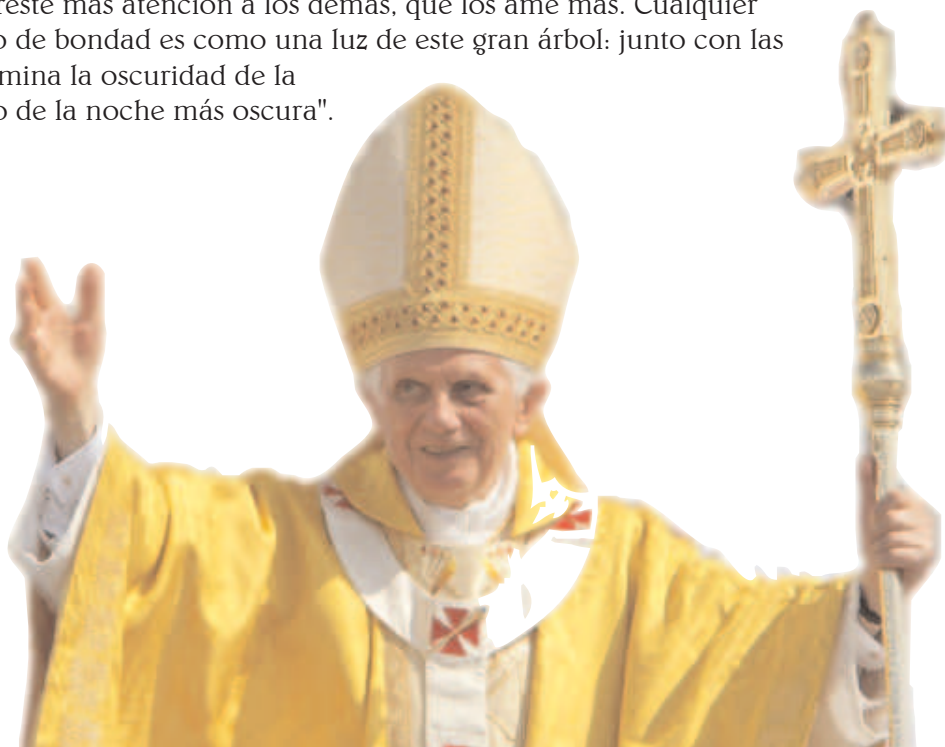 reste más atención a los demás, que los ame más. Cualquier
o de bondad es como una luz de este gran árbol: junto con las
mina la oscuridad de la
o de la noche más oscura".